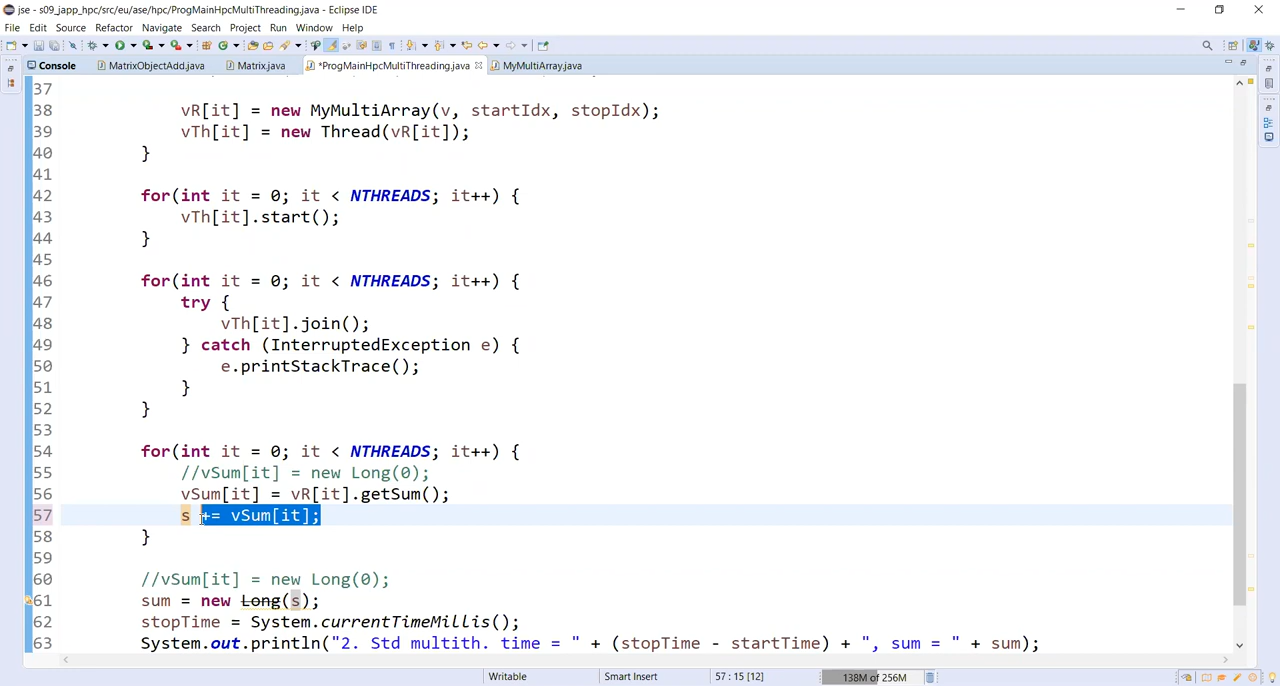 jse - s09_japp_hpc/src/eu/ase/hpc/ProgMainHpcMultiThreading.java - Eclipse IDE
File Edit Source Refactor Navigate Search Project Run Window Help
Console MatrixObjectAdd.java Matrix.java *ProgMainHpcMultiThreading.java MyMultiArray.java
37
38 vR[it] = new MyMultiArray(v, startIdx, stopIdx);
39 vTh[it] = new Thread(vR[it]);
40 }
41
42 for(int it = 0; it < NTHREADS; it++) {
43 vTh[it].start();
44 }
45
46 for(int it = 0; it < NTHREADS; it++) {
47 try {
48 vTh[it].join();
49 } catch (InterruptedException e) {
50 e.printStackTrace();
51 }
52 }
53
54 for(int it = 0; it < NTHREADS; it++) {
55 //vSum[it] = new Long(0);
56 vSum[it] = vR[it].getSum();
57 s += vSum[it];
58 }
59
60 //vSum[it] = new Long(0);
61 sum = new Long(s);
62 stopTime = System.currentTimeMillis();
63 System.out.println("2. Std multith. time = " + (stopTime - startTime) + ", sum = " + sum);
Writable Smart Insert 57 : 15 [12] 138M of 256M